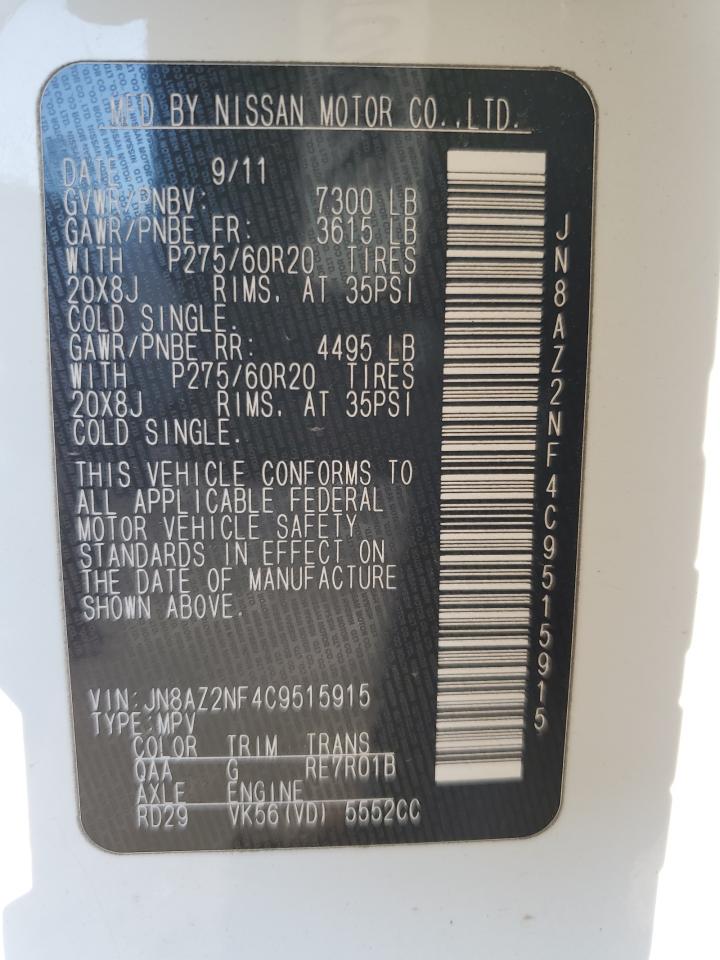 MFD BY NISSAN MOTOR CO.,LTD.
DATE: 9/11
GVWR/PNBV: 7300 LB
GAWR/PNBE FR: 3615 LB
WITH P275/60R20 TIRES
20X8J RIMS, AT 35PSI
COLD SINGLE.
GAWR/PNBE RR: 4495 LB
WITH P275/60R20 TIRES
20X8J RIMS, AT 35PSI
COLD SINGLE.
THIS VEHICLE CONFORMS TO
ALL APPLICABLE FEDERAL
MOTOR VEHICLE SAFETY
STANDARDS IN EFFECT ON
THE DATE OF MANUFACTURE
SHOWN ABOVE.
VIN:JN8AZ2NF4C9515915
TYPE:MPV
COLOR TRIM TRANS
QAA G RE7R01B
AXLE ENGINE
RD29 VK56(VD) 5552CC
JN8AZ2NF4C9515915